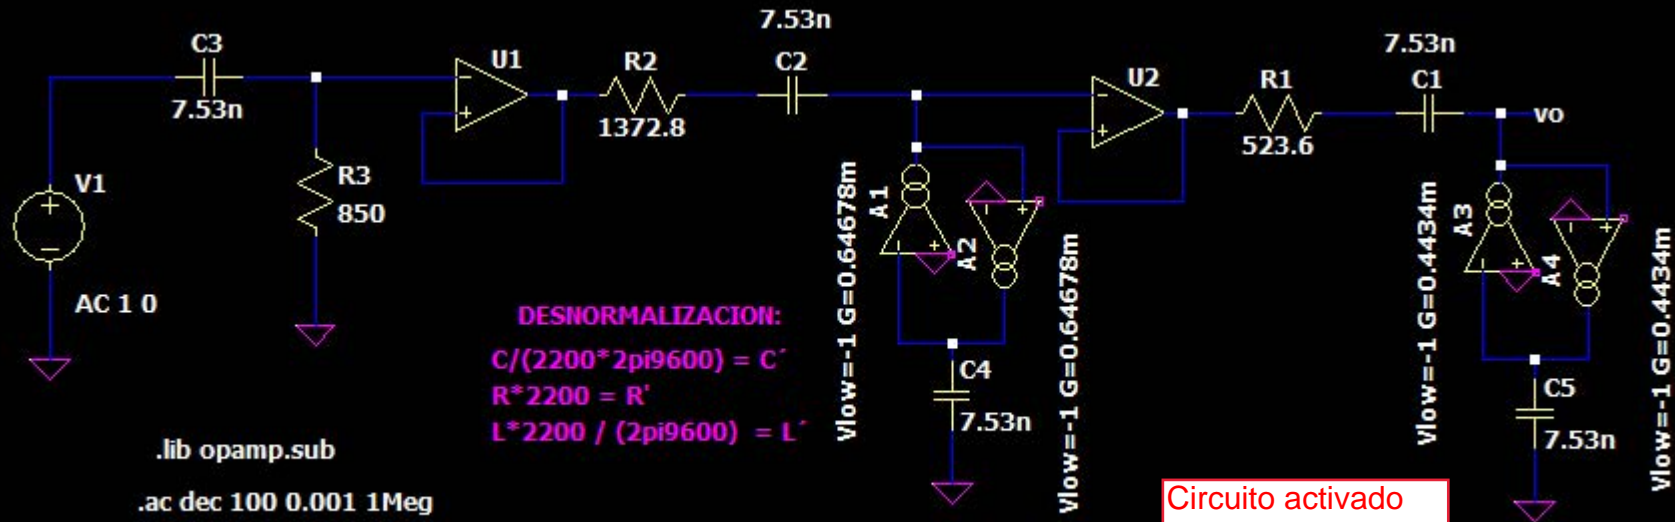 7.53n
C3
7.53n
U1
R2
1372.8
C2
U2
7.53n
R1
523.6
C1
vo
V1
AC 1 0
R3
850
A1
Vlow=-1 G=0.64678m
A2
Vlow=-1 G=0.64678m
C4
7.53n
A3
Vlow=-1 G=0.4434m
A4
Vlow=-1 G=0.4434m
C5
7.53n
DESNORMALIZACION:
C/(2200*2pi9600) = C´
R*2200 = R'
L*2200 / (2pi9600) = L´
.lib opamp.sub
.ac dec 100 0.001 1Meg
Circuito activado